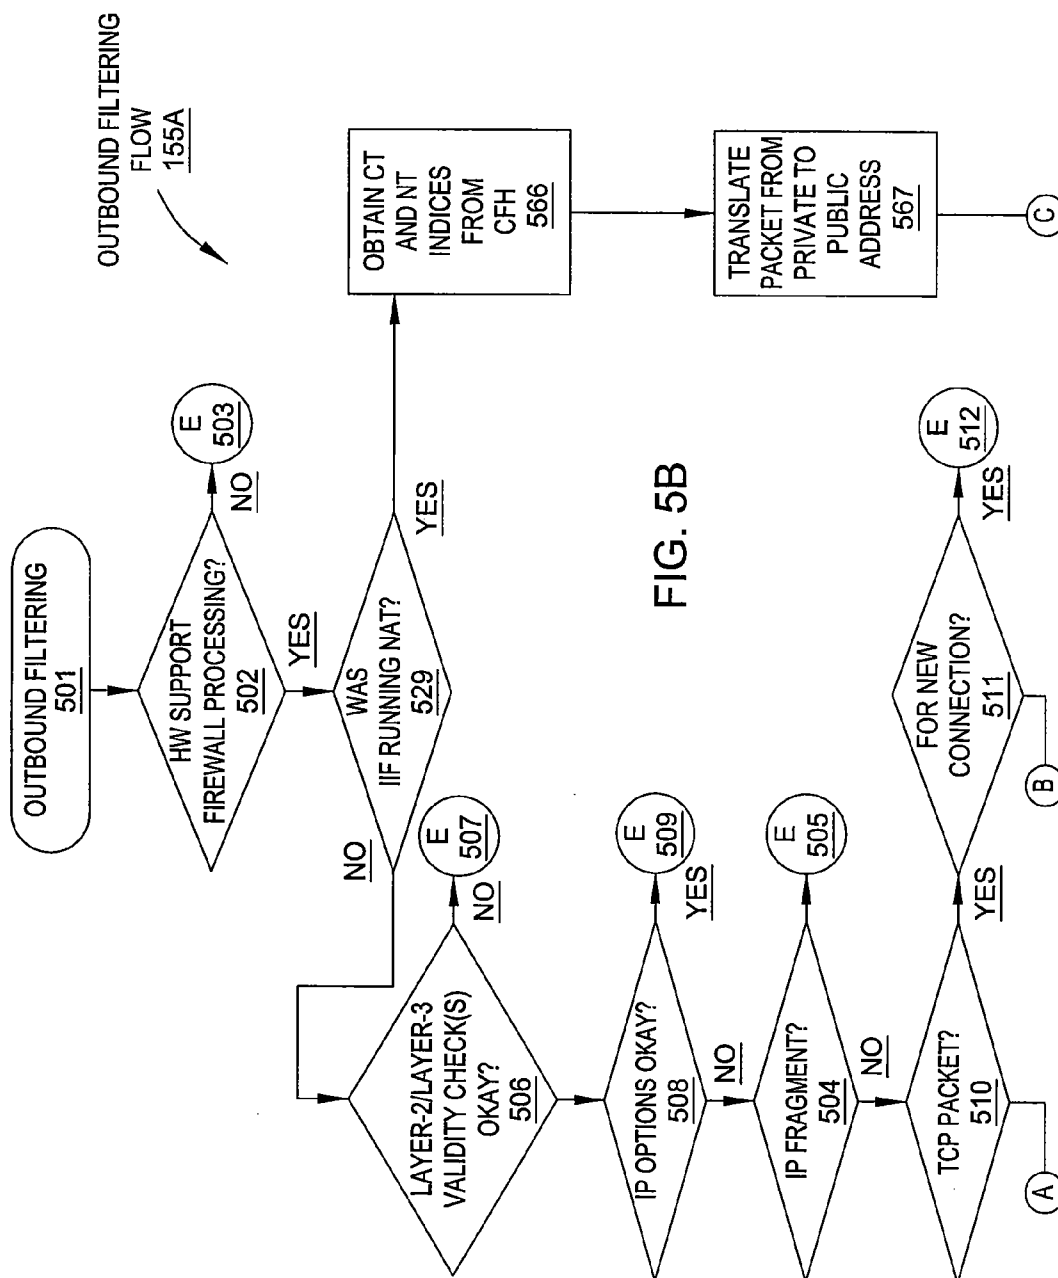 OUTBOUND FILTERING
FLOW
155A
OUTBOUND FILTERING
501
HW SUPPORT
FIREWALL PROCESSING?
502
NO
E
503
YES
WAS
IIF RUNNING NAT?
529
YES
NO
OBTAIN CT
AND NT
INDICES
FROM
CFH
566
TRANSLATE
PACKET FROM
PRIVATE TO
PUBLIC
ADDRESS
567
C
LAYER-2/LAYER-3
VALIDITY CHECK(S)
OKAY?
506
NO
E
507
IP OPTIONS OKAY?
508
YES
E
509
NO
IP FRAGMENT?
504
E
505
NO
TCP PACKET?
510
YES
A
FOR NEW
CONNECTION?
511
YES
E
512
B
FIG. 5B